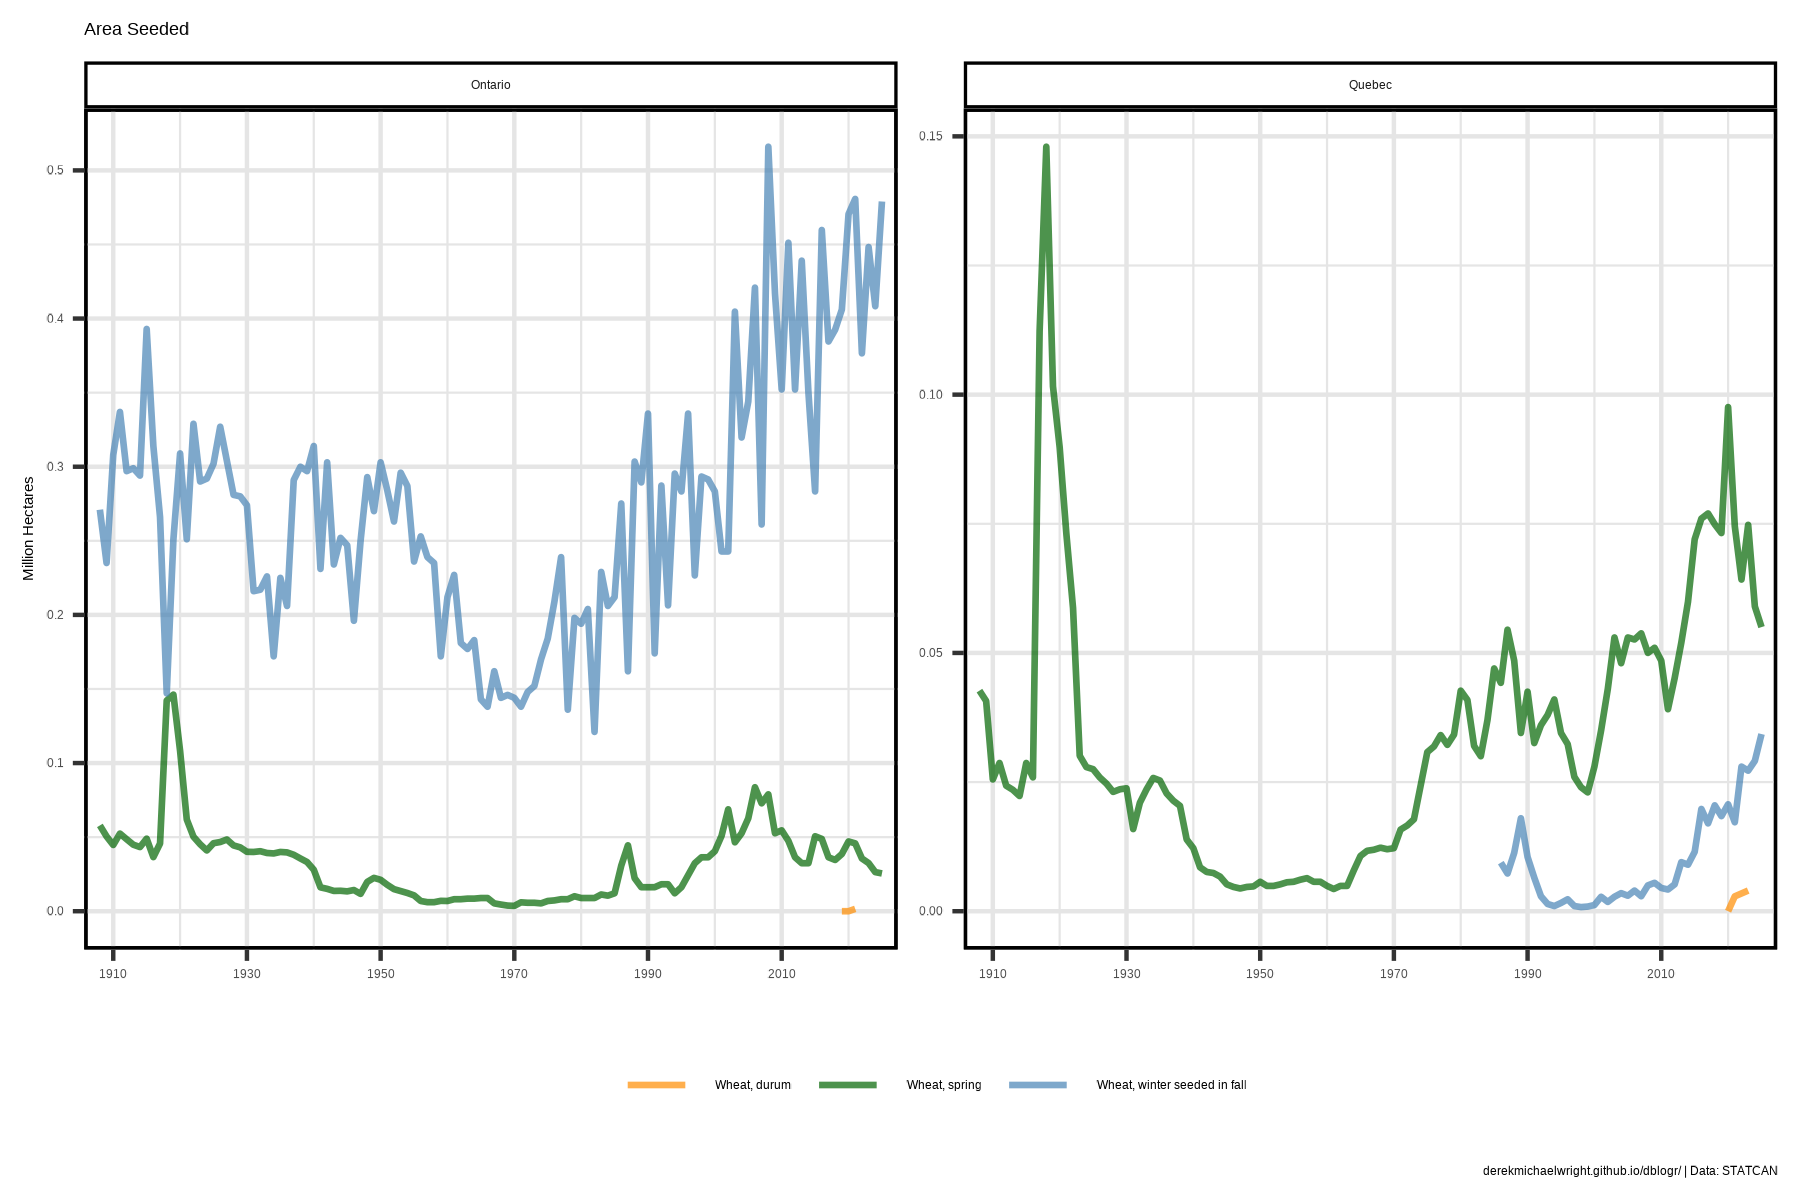 Area Seeded
Ontario
Quebec
Million Hectares
0.5
0.4
0.3
0.2
0.1
0.0
1910 1930 1950 1970 1990 2010
0.15
0.10
0.05
0.00
1910 1930 1950 1970 1990 2010
Wheat, durum Wheat, spring Wheat, winter seeded in fall
derekmichaelwright.github.io/dblogr/ | Data: STATCAN